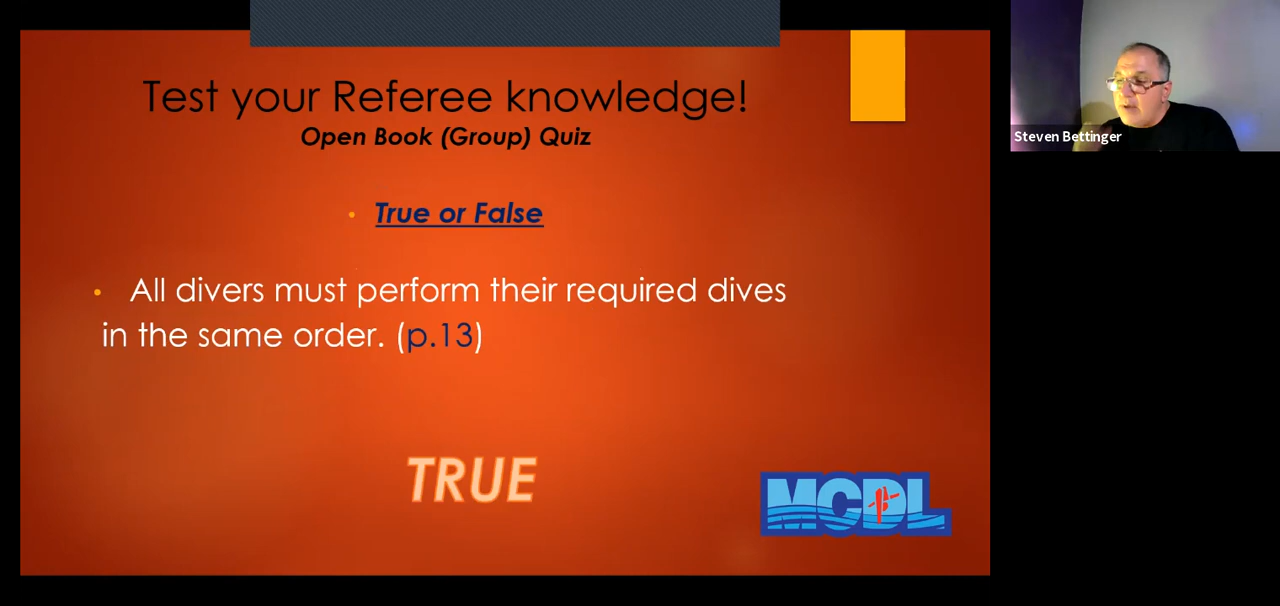 Test your Referee knowledge!
Open Book (Group) Quiz
• True or False
• All divers must perform their required dives
in the same order. (p.13)
TRUE
MCDL
Steven Bettinger